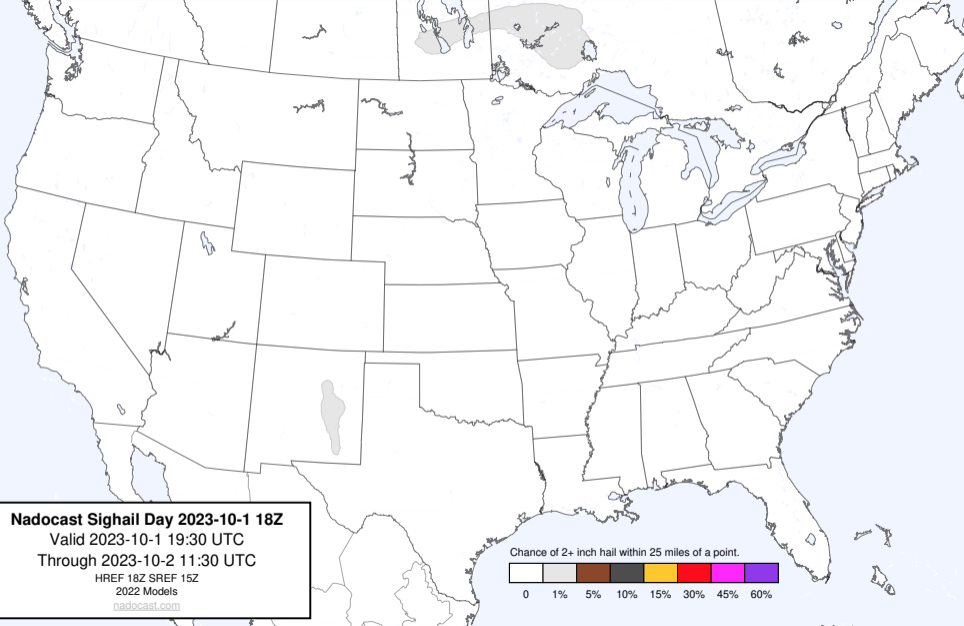 Nadocast Sighail Day 2023-10-1 18Z
Valid 2023-10-1 19:30 UTC
Through 2023-10-2 11:30 UTC
HREF 18Z SREF 15Z
2022 Models
nadocast.com
Chance of 2+ inch hail within 25 miles of a point.
0 1% 5% 10% 15% 30% 45% 60%